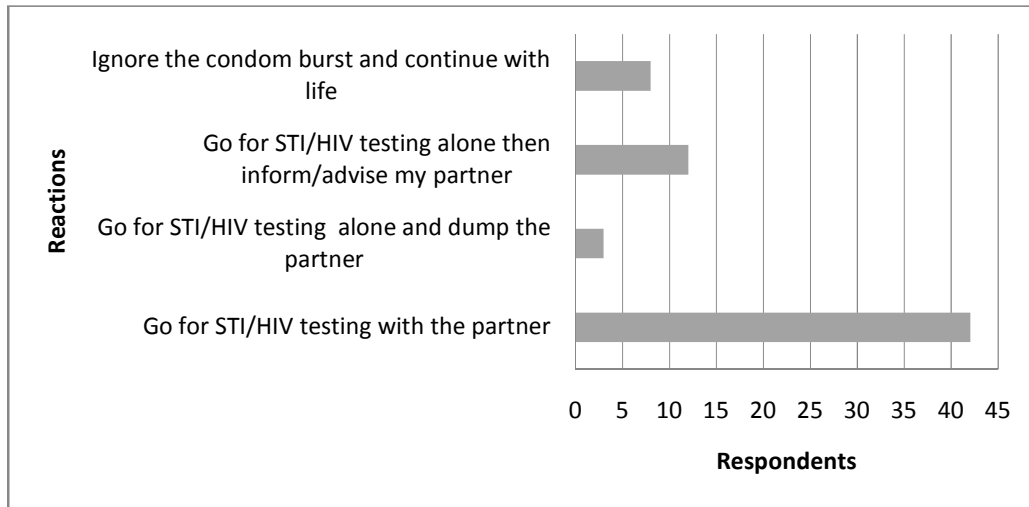 Ignore the condom burst and continue with
life
Go for STI/HIV testing alone then
inform/advise my partner
Go for STI/HIV testing  alone and dump the
partner
Go for STI/HIV testing with the partner
Reactions
0 5 10 15 20 25 30 35 40 45
Respondents